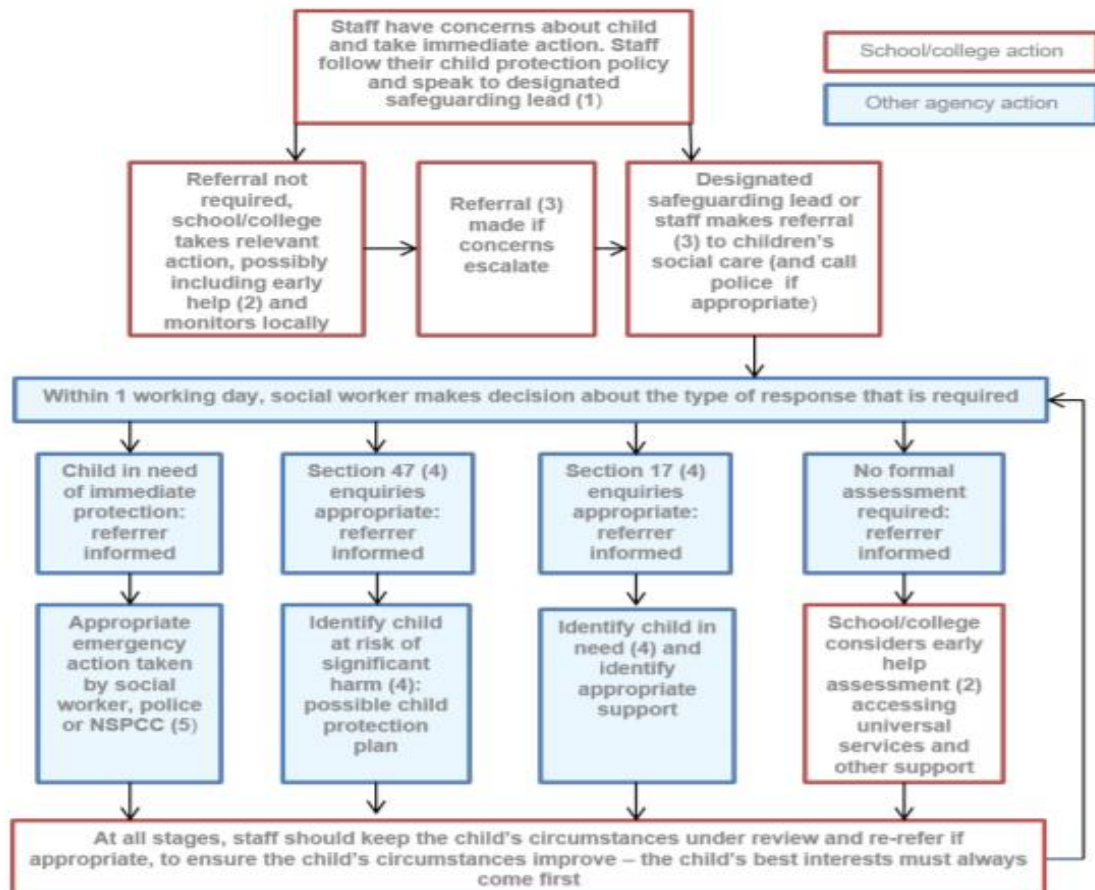 Staff have concerns about child
and take immediate action. Staff
follow their child protection policy
and speak to designated
safeguarding lead (1)
School/college action
Other agency action
Referral not
required,
school/college
takes relevant
action, possibly
including early
help (2) and
monitors locally
Referral (3)
made if
concerns
escalate
Designated
safeguarding lead or
staff makes referral
(3) to children's
social care (and call
police if
appropriate)
Within 1 working day, social worker makes decision about the type of response that is required
Child in need
of immediate
protection:
referrer
informed
Section 47 (4)
enquiries
appropriate:
referrer
informed
Section 17 (4)
enquiries
appropriate:
referrer
informed
No formal
assessment
required:
referrer
informed
Appropriate
emergency
action taken
by social
worker, police
or NSPCC (5)
Identify child
at risk of
significant
harm (4):
possible child
protection
plan
Identify child in
need (4) and
identify
appropriate
support
School/college
considers early
help
assessment (2)
accessing
universal
services and
other support
At all stages, staff should keep the child's circumstances under review and re-refer if
appropriate, to ensure the child's circumstances improve – the child's best interests must always
come first